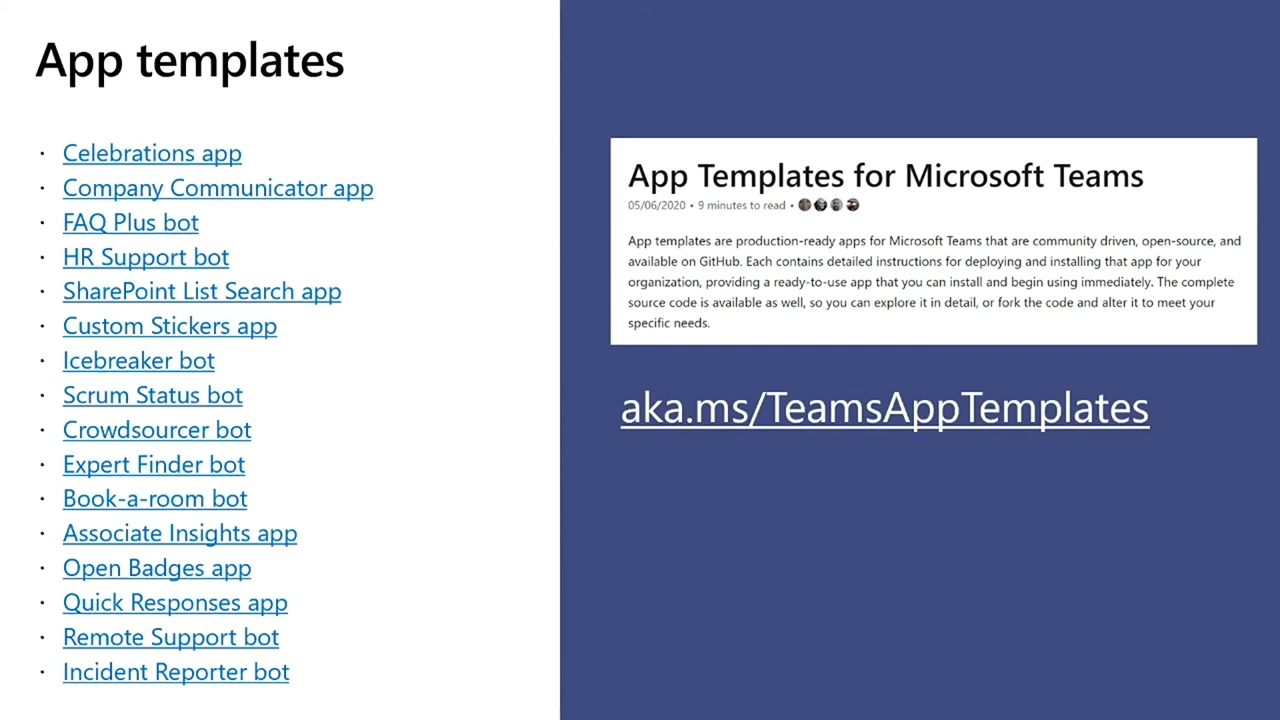 App templates
· Celebrations app
· Company Communicator app
· FAQ Plus bot
· HR Support bot
· SharePoint List Search app
· Custom Stickers app
· Icebreaker bot
· Scrum Status bot
· Crowdsourcer bot
· Expert Finder bot
· Book-a-room bot
· Associate Insights app
· Open Badges app
· Quick Responses app
· Remote Support bot
· Incident Reporter bot
App Templates for Microsoft Teams
05/06/2020 • 9 minutes to read •
App templates are production-ready apps for Microsoft Teams that are community driven, open-source, and
available on GitHub. Each contains detailed instructions for deploying and installing that app for your
organization, providing a ready-to-use app that you can install and begin using immediately. The complete
source code is available as well, so you can explore it in detail, or fork the code and alter it to meet your
specific needs.
aka.ms/TeamsAppTemplates